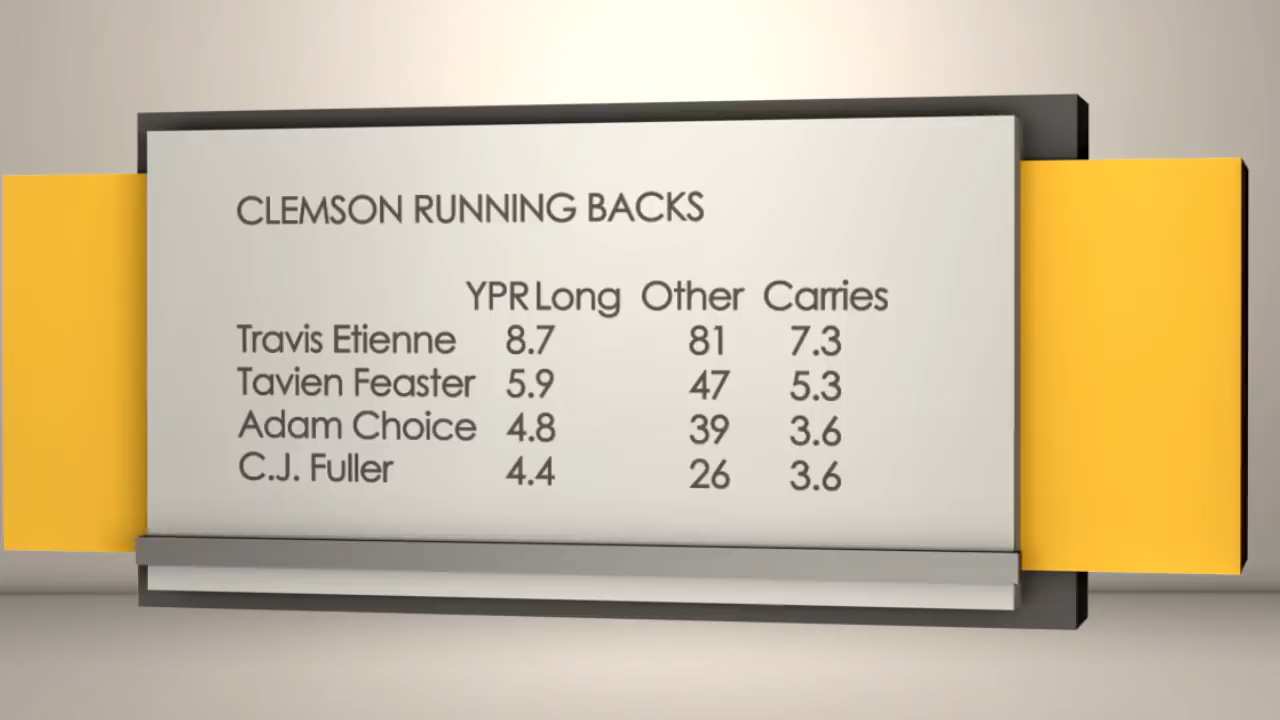 CLEMSON RUNNING BACKS
YPR Long Other Carries
Travis Etienne 8.7 81 7.3
Tavien Feaster 5.9 47 5.3
Adam Choice 4.8 39 3.6
C.J. Fuller 4.4 26 3.6